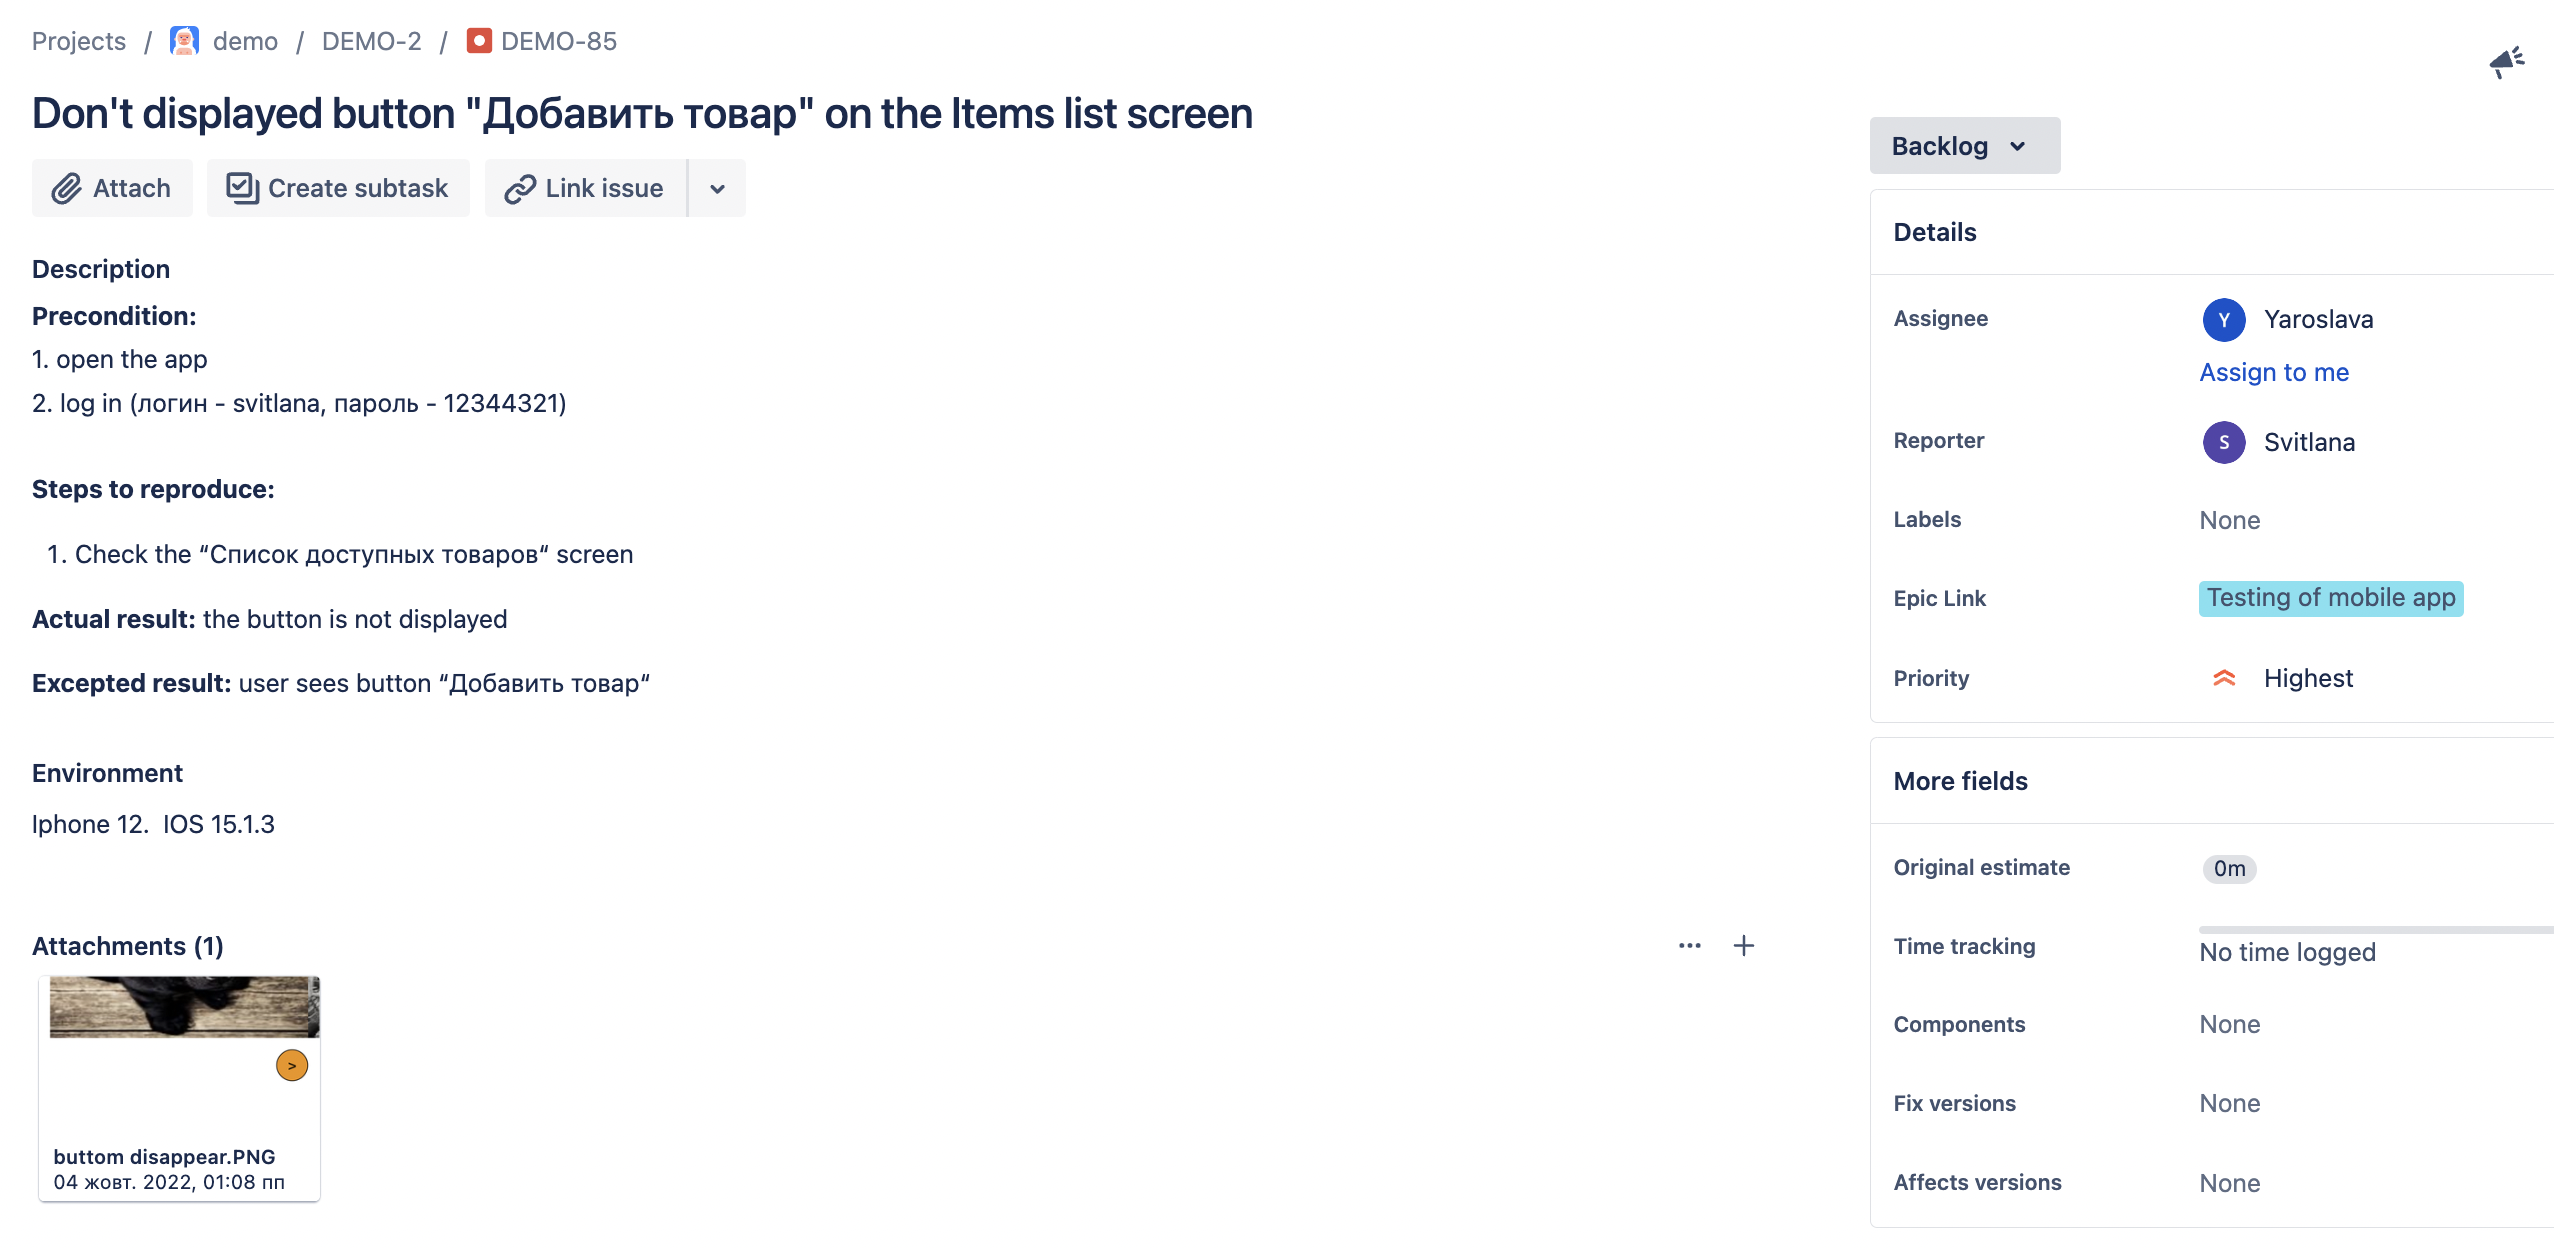 Projects / demo / DEMO-2 / DEMO-85
Don't displayed button "Добавить товар" on the Items list screen
Attach
Create subtask
Link issue
Description
Precondition:
1. open the app
2. log in (логин - svitlana, пароль - 12344321)
Steps to reproduce:
1. Check the “Список доступных товаров“ screen
Actual result: the button is not displayed
Excepted result: user sees button “Добавить товар“
Environment
Iphone 12.  IOS 15.1.3
Attachments (1)
>
buttom disappear.PNG
04 жовт. 2022, 01:08 пп
Backlog
Details
Assignee
Y Yaroslava
Assign to me
Reporter
S Svitlana
Labels
None
Epic Link
Testing of mobile app
Priority
Highest
More fields
Original estimate
0m
Time tracking
No time logged
Components
None
Fix versions
None
Affects versions
None